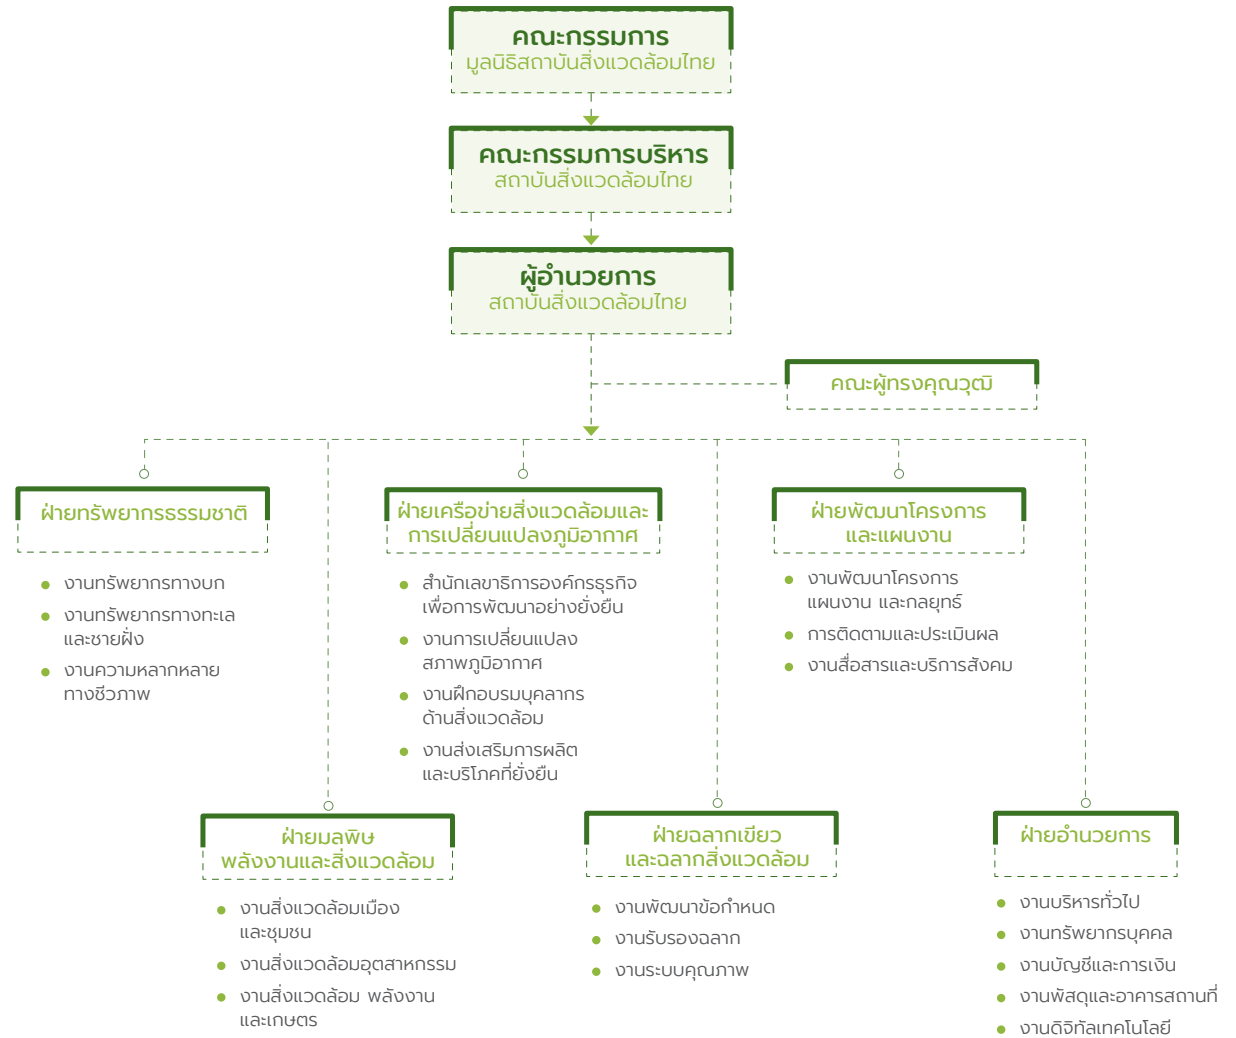 คณะกรรมการ
มูลนิธิสถาบันสิ่งแวดล้อมไทย
คณะกรรมการบริหาร
สถาบันสิ่งแวดล้อมไทย
ผู้อำนวยการ
สถาบันสิ่งแวดล้อมไทย
คณะผู้ทรงคุณวุฒิ
ฝ่ายทรัพยากรธรรมชาติ
งานทรัพยากรทางบก
งานทรัพยากรทางทะเล
และชายฝั่ง
งานความหลากหลาย
ทางชีวภาพ
ฝ่ายเครือข่ายสิ่งแวดล้อมและ
การเปลี่ยนแปลงภูมิอากาศ
สำนักเลขาธิการองค์กรธุรกิจ
เพื่อการพัฒนาอย่างยั่งยืน
งานการเปลี่ยนแปลง
สภาพภูมิอากาศ
งานฝึกอบรมบุคลากร
ด้านสิ่งแวดล้อม
งานส่งเสริมการผลิต
และบริโภคที่ยั่งยืน
ฝ่ายพัฒนาโครงการ
และแผนงาน
งานพัฒนาโครงการ
แผนงาน และกลยุทธ์
การติดตามและประเมินผล
งานสื่อสารและบริการสังคม
ฝ่ายมลพิษ
พลังงานและสิ่งแวดล้อม
งานสิ่งแวดล้อมเมือง
และชุมชน
งานสิ่งแวดล้อมอุตสาหกรรม
งานสิ่งแวดล้อม พลังงาน
และเกษตร
ฝ่ายฉลากเขียว
และฉลากสิ่งแวดล้อม
งานพัฒนาข้อกำหนด
งานรับรองฉลาก
งานระบบคุณภาพ
ฝ่ายอำนวยการ
งานบริหารทั่วไป
งานทรัพยากรบุคคล
งานบัญชีและการเงิน
งานพัสดุและอาคารสถานที่
งานดิจิทัลเทคโนโลยี